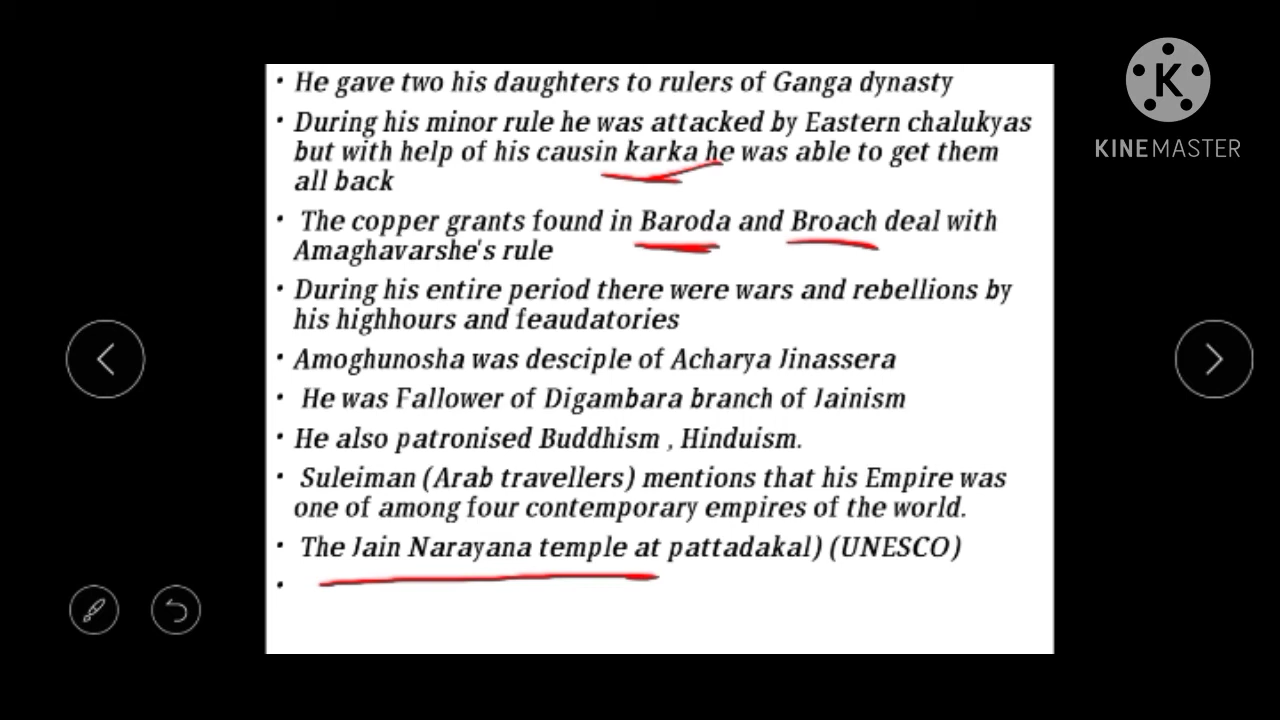 • He gave two his daughters to rulers of Ganga dynasty
• During his minor rule he was attacked by Eastern chalukyas
but with help of his causin karka he was able to get them
all back
• The copper grants found in Baroda and Broach deal with
Amaghavarshe's rule
• During his entire period there were wars and rebellions by
his highhours and feaudatories
• Amoghunosha was desciple of Acharya Jinassera
• He was Fallower of Digambara branch of Jainism
• He also patronised Buddhism , Hinduism.
• Suleiman (Arab travellers) mentions that his Empire was
one of among four contemporary empires of the world.
• The Jain Narayana temple at pattadakal) (UNESCO)
•
K
KINEMASTER